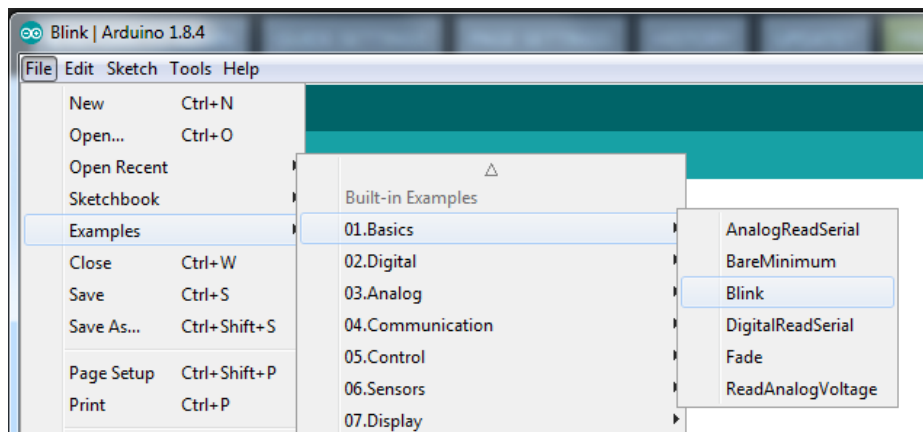 Blink | Arduino 1.8.4
File Edit Sketch Tools Help
New Ctrl+N
Open... Ctrl+O
Open Recent
Sketchbook
Examples
Close Ctrl+W
Save Ctrl+S
Save As... Ctrl+Shift+S
Page Setup Ctrl+Shift+P
Print Ctrl+P
Built-in Examples
01.Basics
02.Digital
03.Analog
04.Communication
05.Control
06.Sensors
07.Display
AnalogReadSerial
BareMinimum
Blink
DigitalReadSerial
Fade
ReadAnalogVoltage